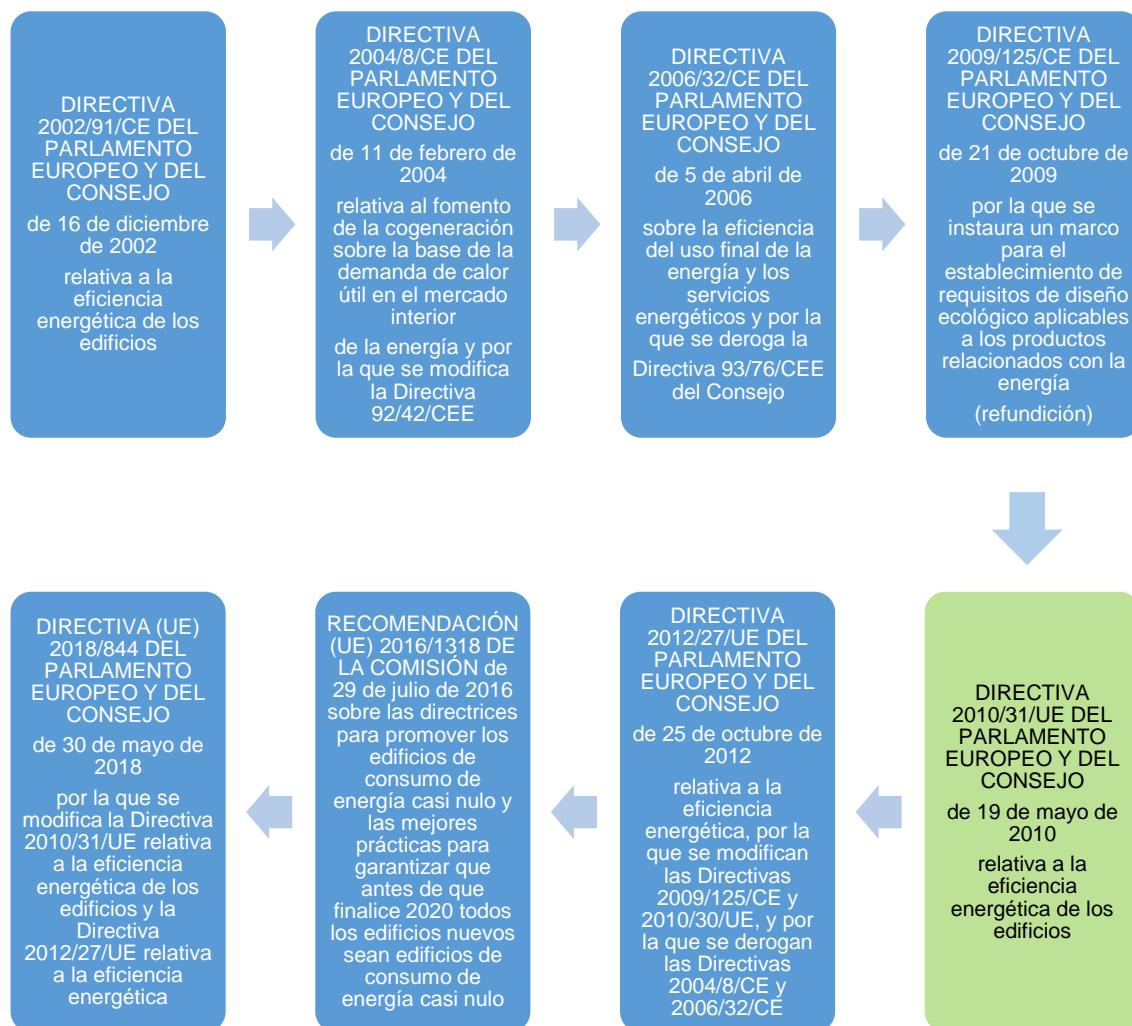 DIRECTIVA
2002/91/CE DEL
PARLAMENTO
EUROPEO Y DEL
CONSEJO
de 16 de diciembre
de 2002
relativa a la
eficiencia
energética de los
edificios
DIRECTIVA
2004/8/CE DEL
PARLAMENTO
EUROPEO Y DEL
CONSEJO
de 11 de febrero de
2004
relativa al fomento
de la cogeneración
sobre la base de la
demanda de calor
útil en el mercado
interior
de la energía y por
la que se modifica
la Directiva
92/42/CEE
DIRECTIVA
2006/32/CE DEL
PARLAMENTO
EUROPEO Y DEL
CONSEJO
de 5 de abril de
2006
sobre la eficiencia
del uso final de la
energía y los
servicios
energéticos y por la
que se deroga la
Directiva 93/76/CEE
del Consejo
DIRECTIVA
2009/125/CE DEL
PARLAMENTO
EUROPEO Y DEL
CONSEJO
de 21 de octubre de
2009
por la que se
instaura un marco
para el
establecimiento de
requisitos de diseño
ecológico aplicables
a los productos
relacionados con la
energía
(refundición)
DIRECTIVA
2010/31/UE DEL
PARLAMENTO
EUROPEO Y DEL
CONSEJO
de 19 de mayo de
2010
relativa a la
eficiencia
energética de los
edificios
DIRECTIVA
2012/27/UE DEL
PARLAMENTO
EUROPEO Y DEL
CONSEJO
de 25 de octubre de
2012
relativa a la
eficiencia
energética, por la
que se modifican
las Directivas
2009/125/CE y
2010/30/UE, y por
la que se derogan
las Directivas
2004/8/CE y
2006/32/CE
RECOMENDACIÓN
(UE) 2016/1318 DE
LA COMISIÓN de
29 de julio de 2016
sobre las directrices
para promover los
edificios de
consumo de
energía casi nulo y
las mejores
prácticas para
garantizar que
antes de que
finalice 2020 todos
los edificios nuevos
sean edificios de
consumo de
energía casi nulo
DIRECTIVA (UE)
2018/844 DEL
PARLAMENTO
EUROPEO Y DEL
CONSEJO
de 30 de mayo de
2018
por la que se
modifica la Directiva
2010/31/UE relativa
a la eficiencia
energética de los
edificios y la
Directiva
2012/27/UE relativa
a la eficiencia
energética